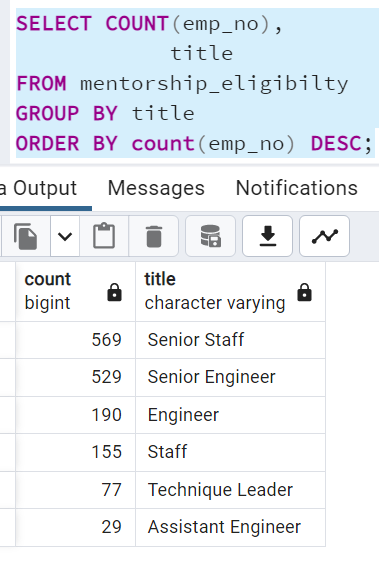 SELECT COUNT(emp_no),
title
FROM mentorship_eligibilty
GROUP BY title
ORDER BY count(emp_no) DESC;
a Output Messages Notifications
count title
bigint character varying
569 Senior Staff
529 Senior Engineer
190 Engineer
155 Staff
77 Technique Leader
29 Assistant Engineer